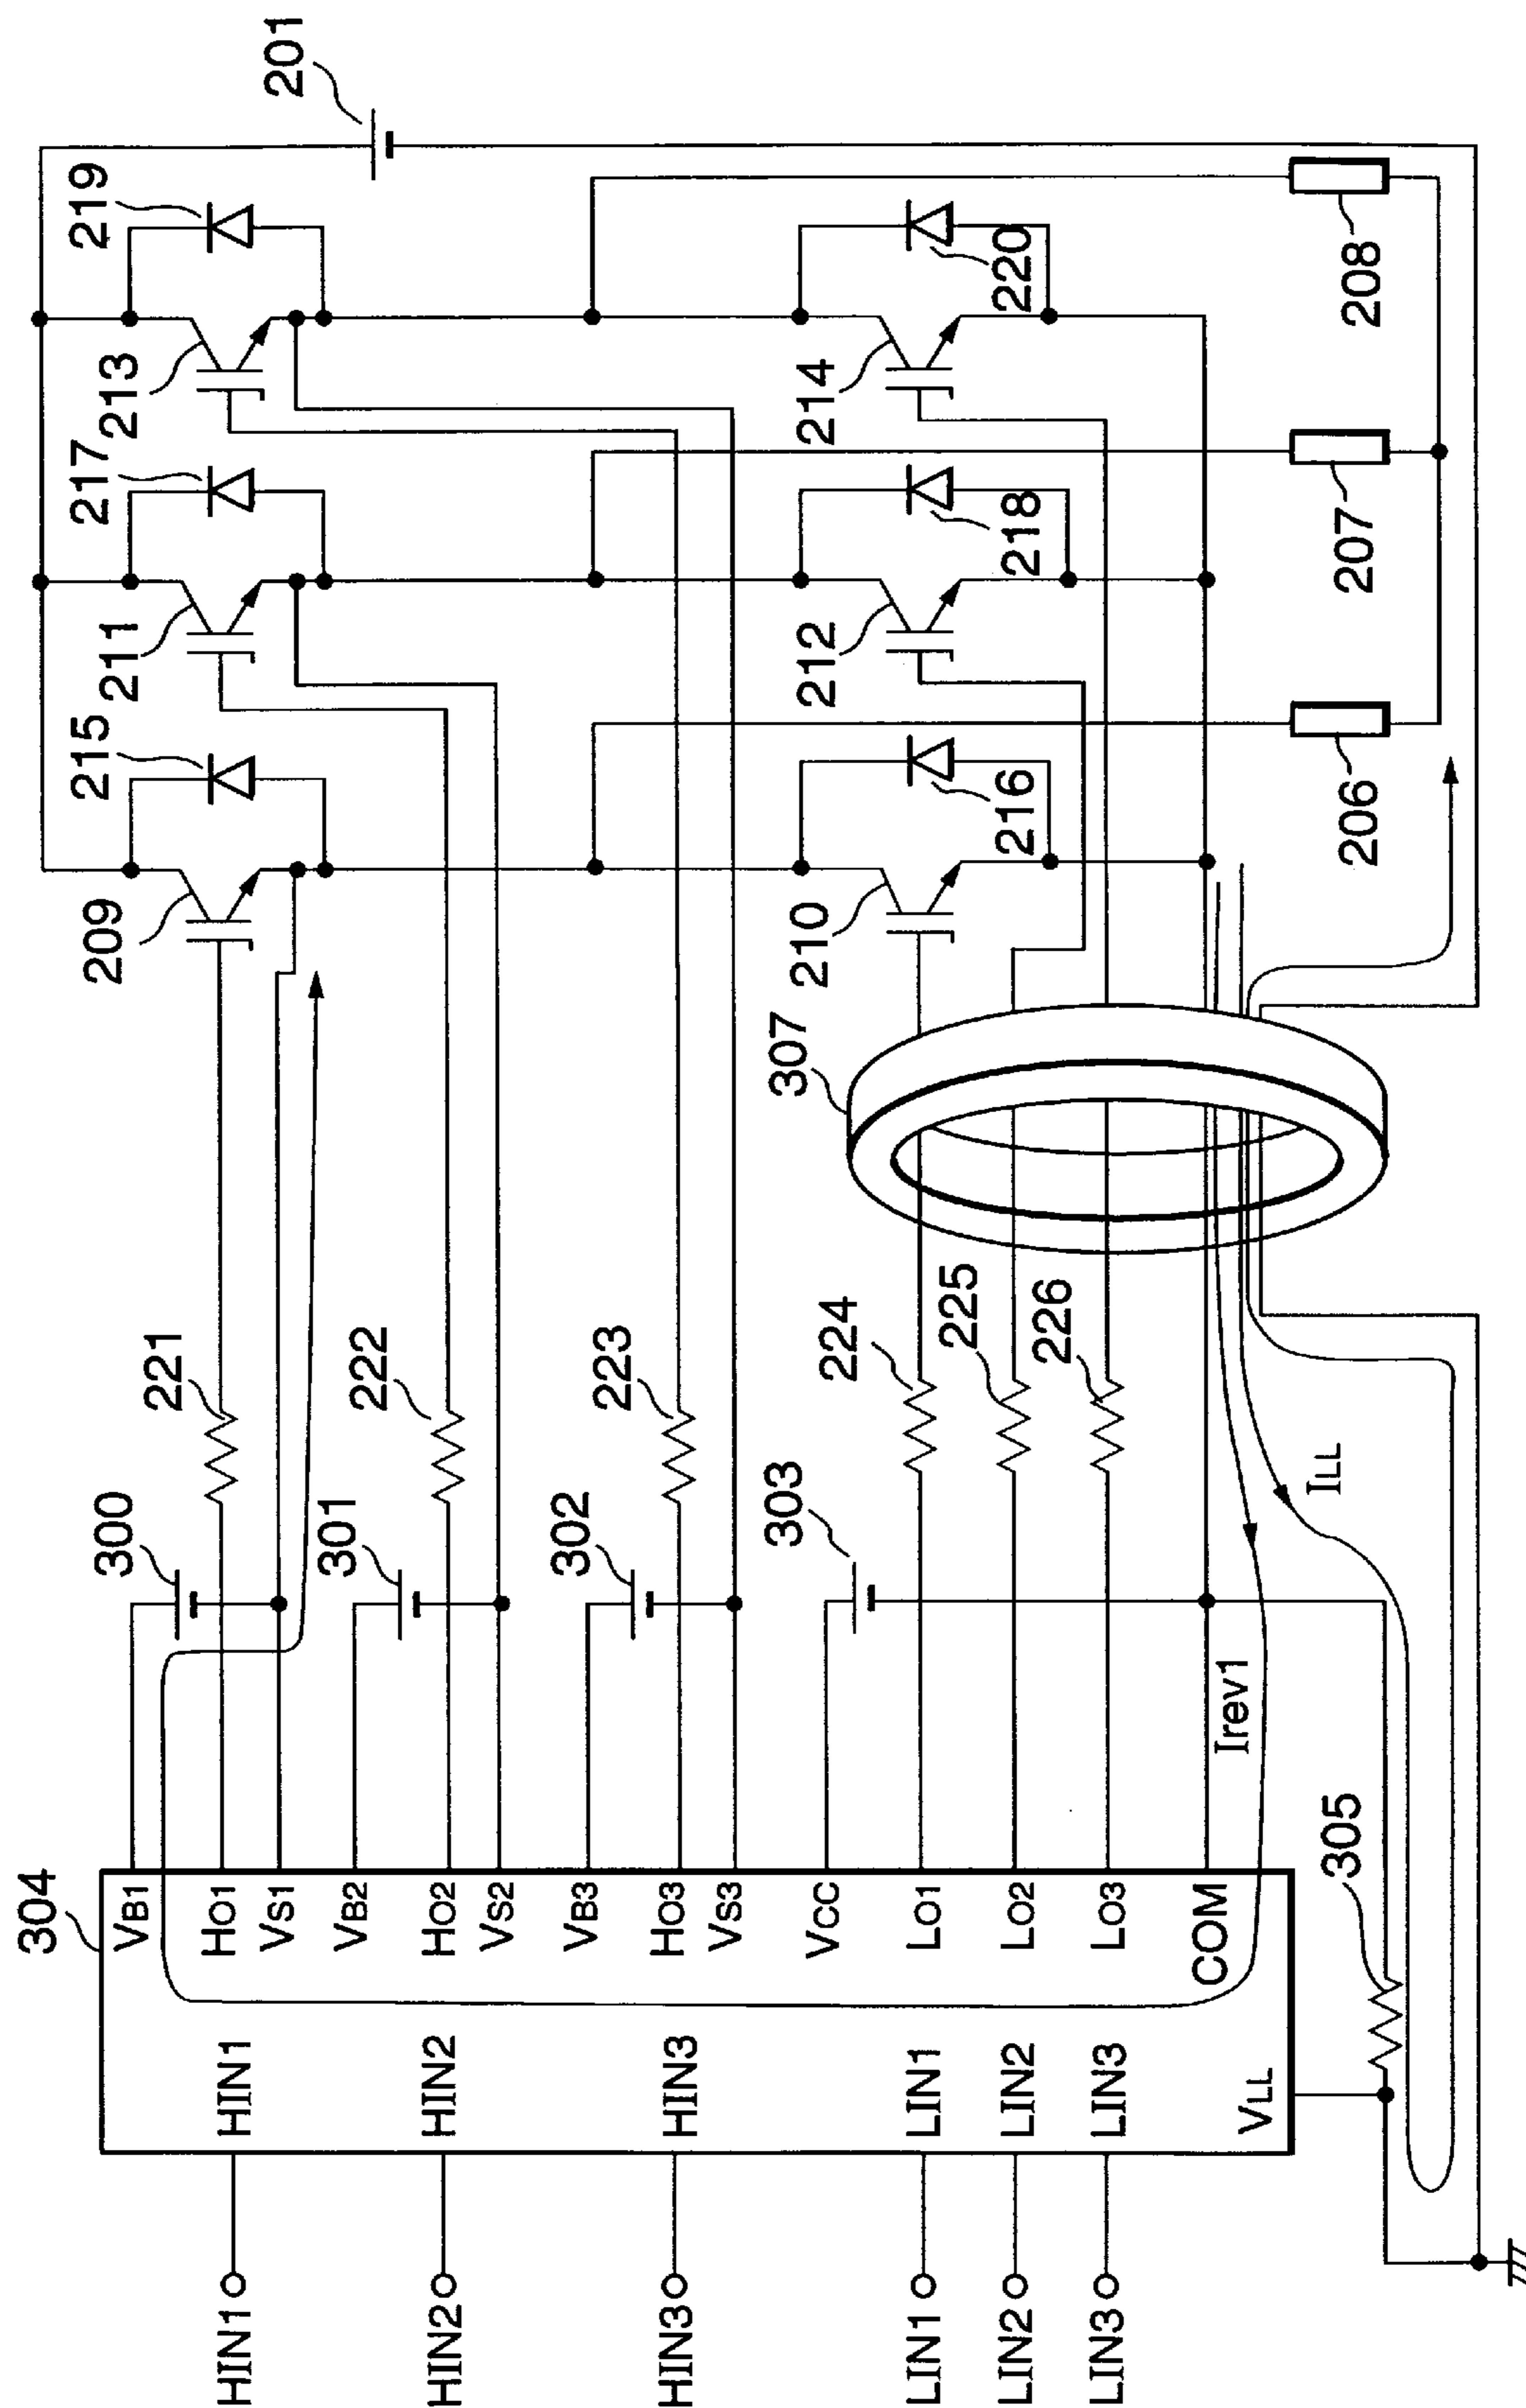 201
219
217
215
213
211
209
220
218
216
214
212
210
208
207
206
307
221
222
223
224
225
226
300
301
302
303
ILL
Irev1
305
304
VB1
HO1
VS1
VB2
HO2
VS2
VB3
HO3
VS3
VCC
LO1
LO2
LO3
COM
HIN1
HIN2
HIN3
LIN1
LIN2
LIN3
VLL
HIN1
HIN2
HIN3
LIN1
LIN2
LIN3